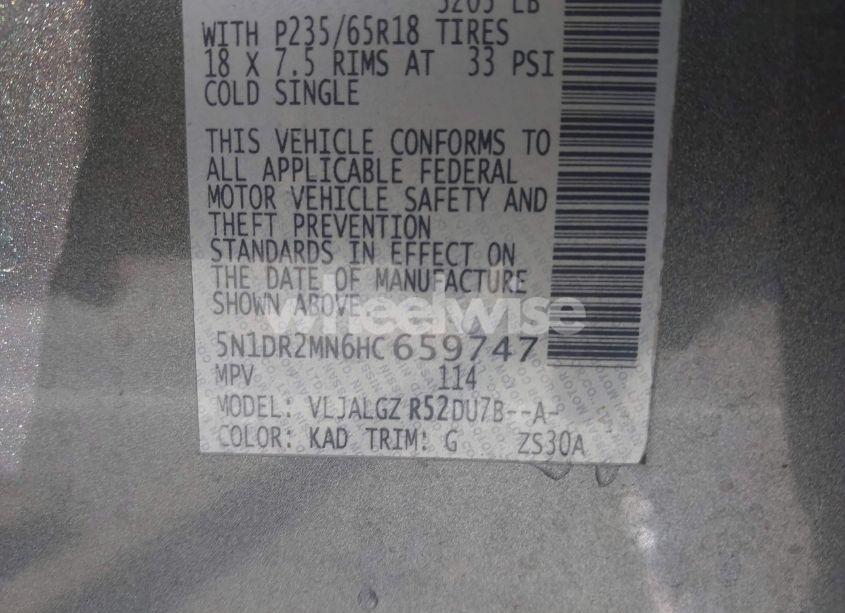 5205 LB
WITH P235/65R18 TIRES
18 X 7.5 RIMS AT 33 PSI
COLD SINGLE
THIS VEHICLE CONFORMS TO
ALL APPLICABLE FEDERAL
MOTOR VEHICLE SAFETY AND
THEFT PREVENTION
STANDARDS IN EFFECT ON
THE DATE OF MANUFACTURE
SHOWN ABOVE
wheelwise
5N1DR2MN6HC659747
MPV 114
MODEL: VLJALGZ R52DU7B--A-
COLOR: KAD TRIM: G ZS30A